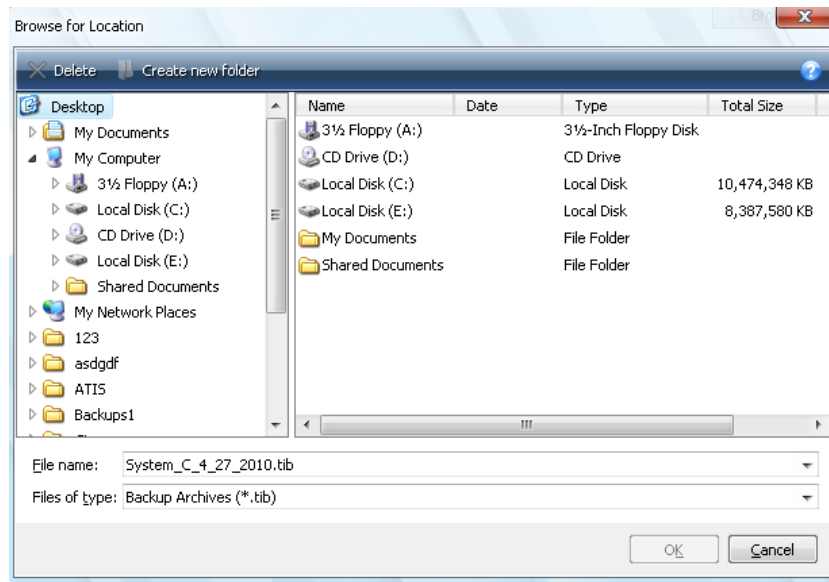 Browse for Location
Delete Create new folder
Desktop
My Documents
My Computer
3½ Floppy (A:)
Local Disk (C:)
CD Drive (D:)
Local Disk (E:)
Shared Documents
My Network Places
123
asdgdf
ATIS
Backups1
Name Date Type Total Size
3½ Floppy (A:) 3½-Inch Floppy Disk
CD Drive (D:) CD Drive
Local Disk (C:) Local Disk 10,474,348 KB
Local Disk (E:) Local Disk 8,387,580 KB
My Documents File Folder
Shared Documents File Folder
File name: System_C_4_27_2010.tib
Files of type: Backup Archives (*.tib)
OK Cancel